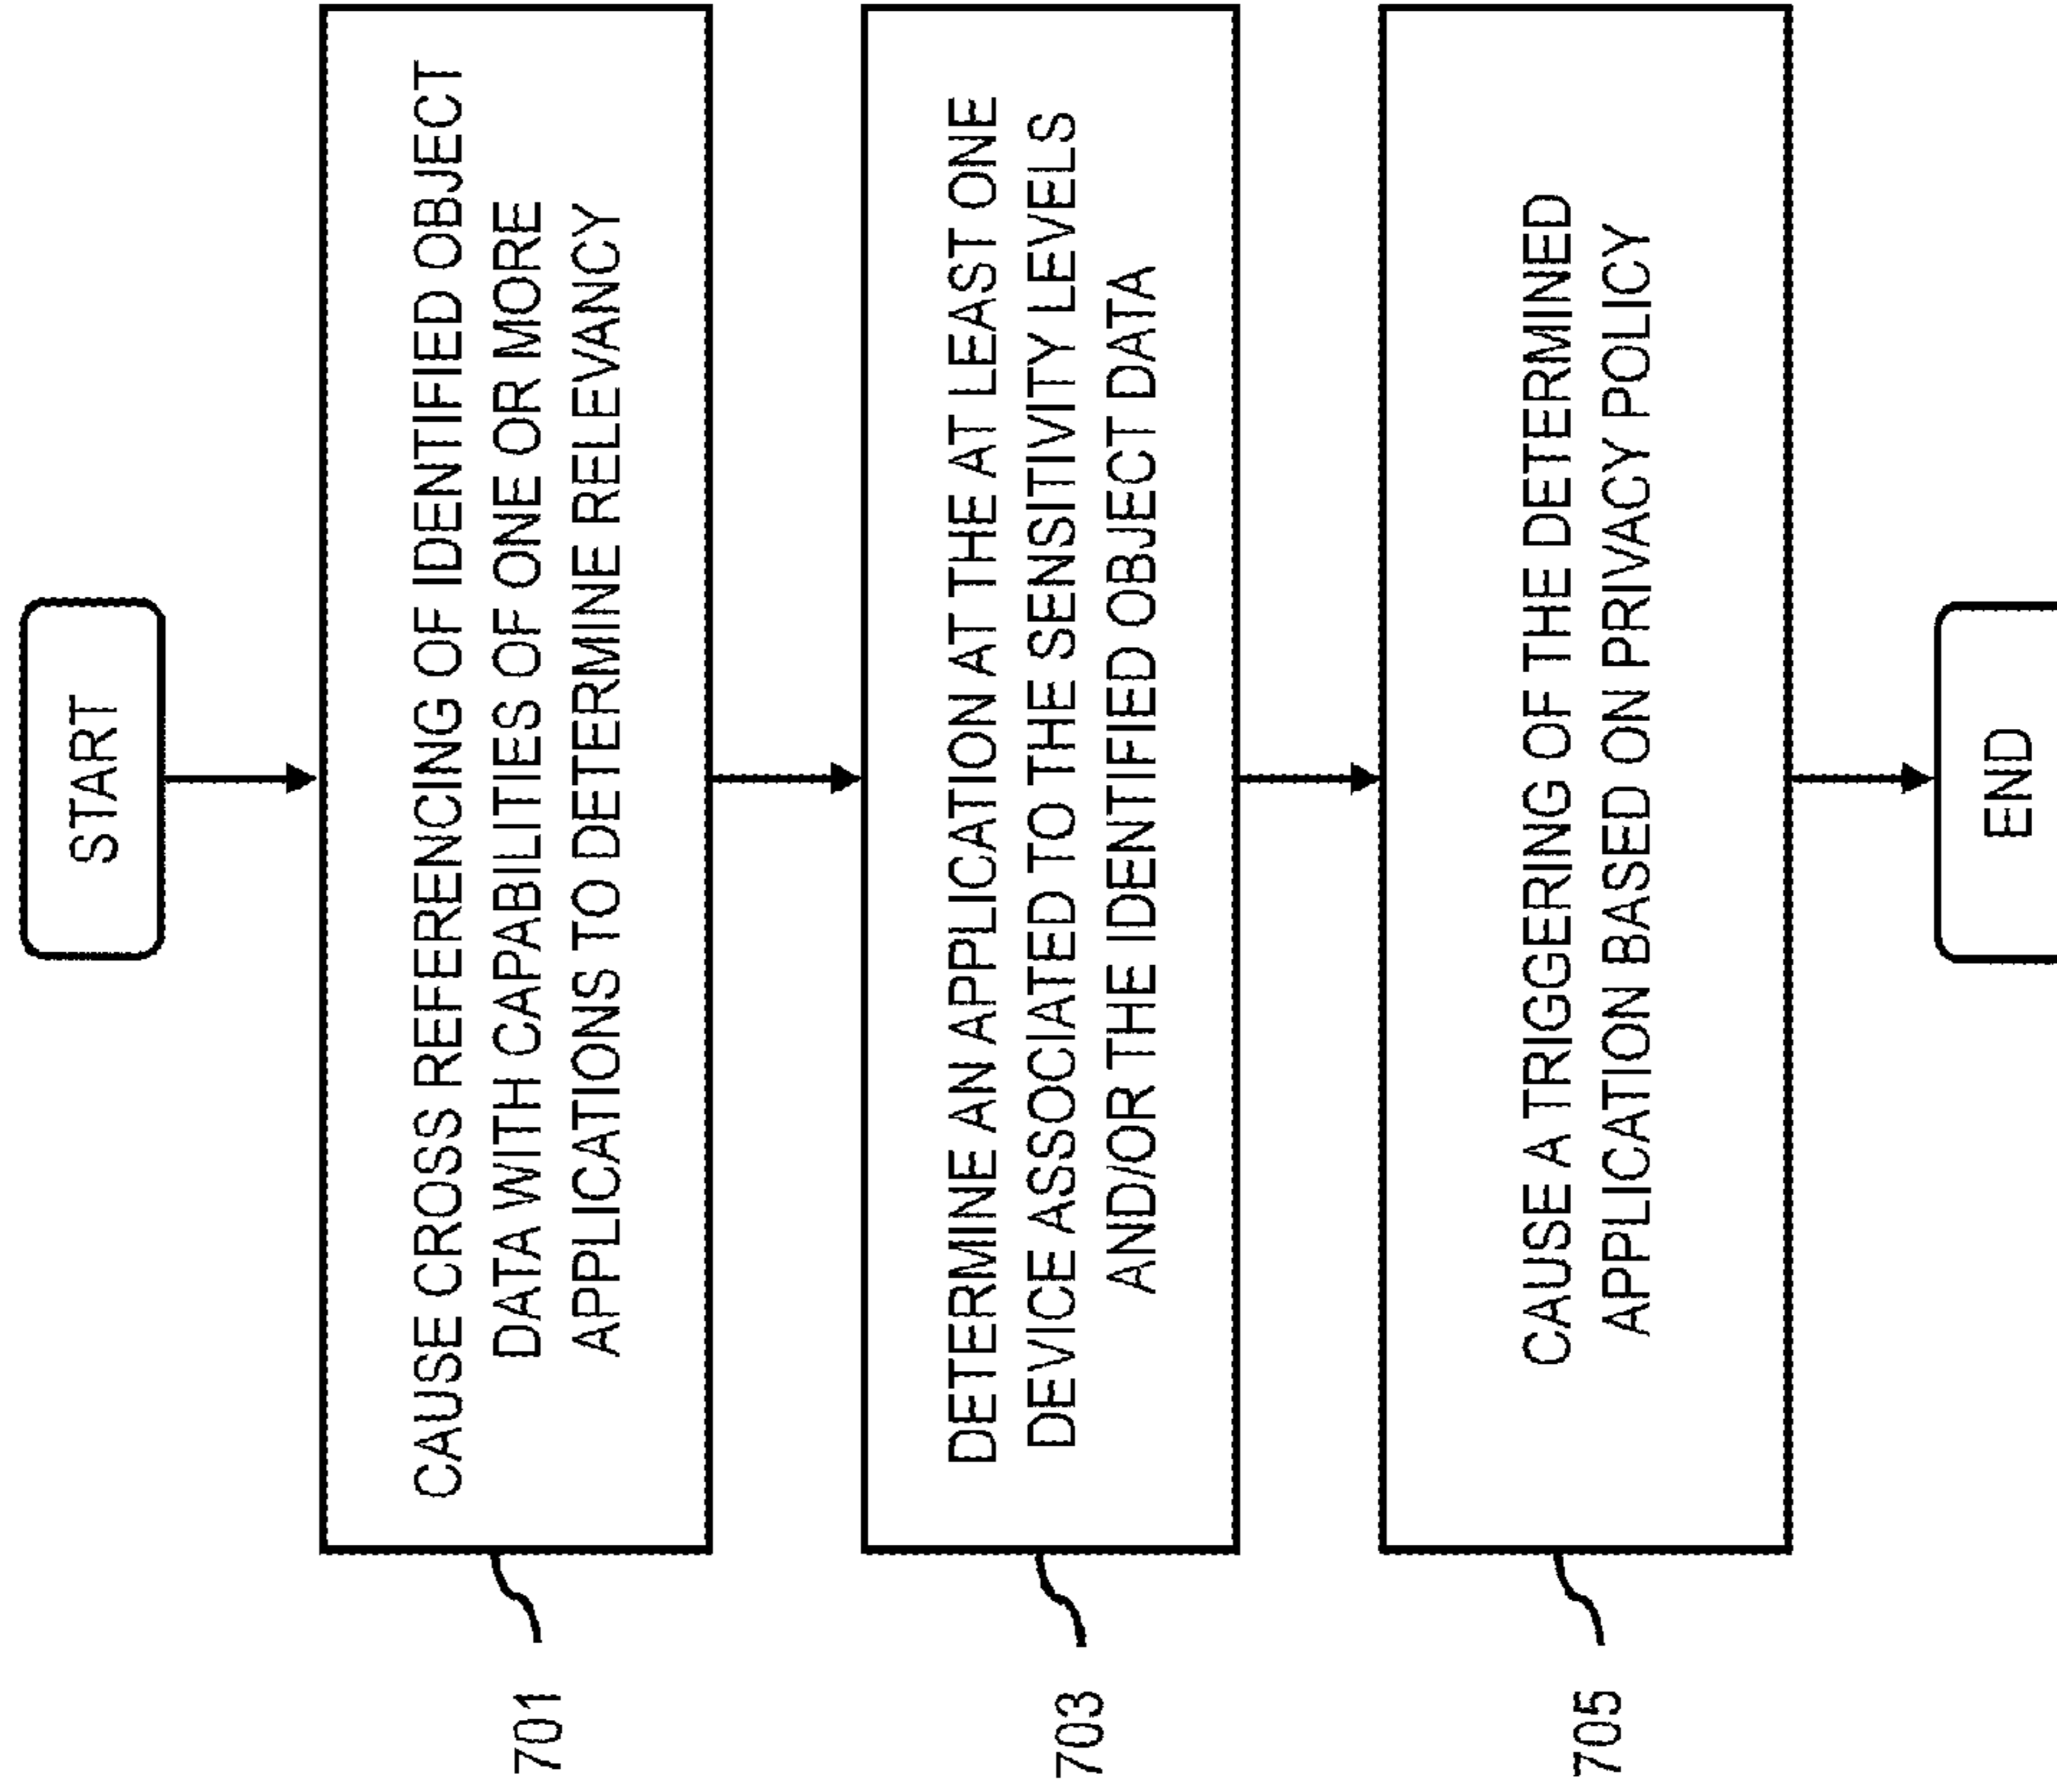 START
CAUSE CROSS REFERENCING OF IDENTIFIED OBJECT
DATA WITH CAPABILITIES OF ONE OR MORE
APPLICATIONS TO DETERMINE RELEVANCY
701
DETERMINE AN APPLICATION AT THE AT LEAST ONE
DEVICE ASSOCIATED TO THE SENSITIVITY LEVELS
AND/OR THE IDENTIFIED OBJECT DATA
703
CAUSE A TRIGGERING OF THE DETERMINED
APPLICATION BASED ON PRIVACY POLICY
705
END